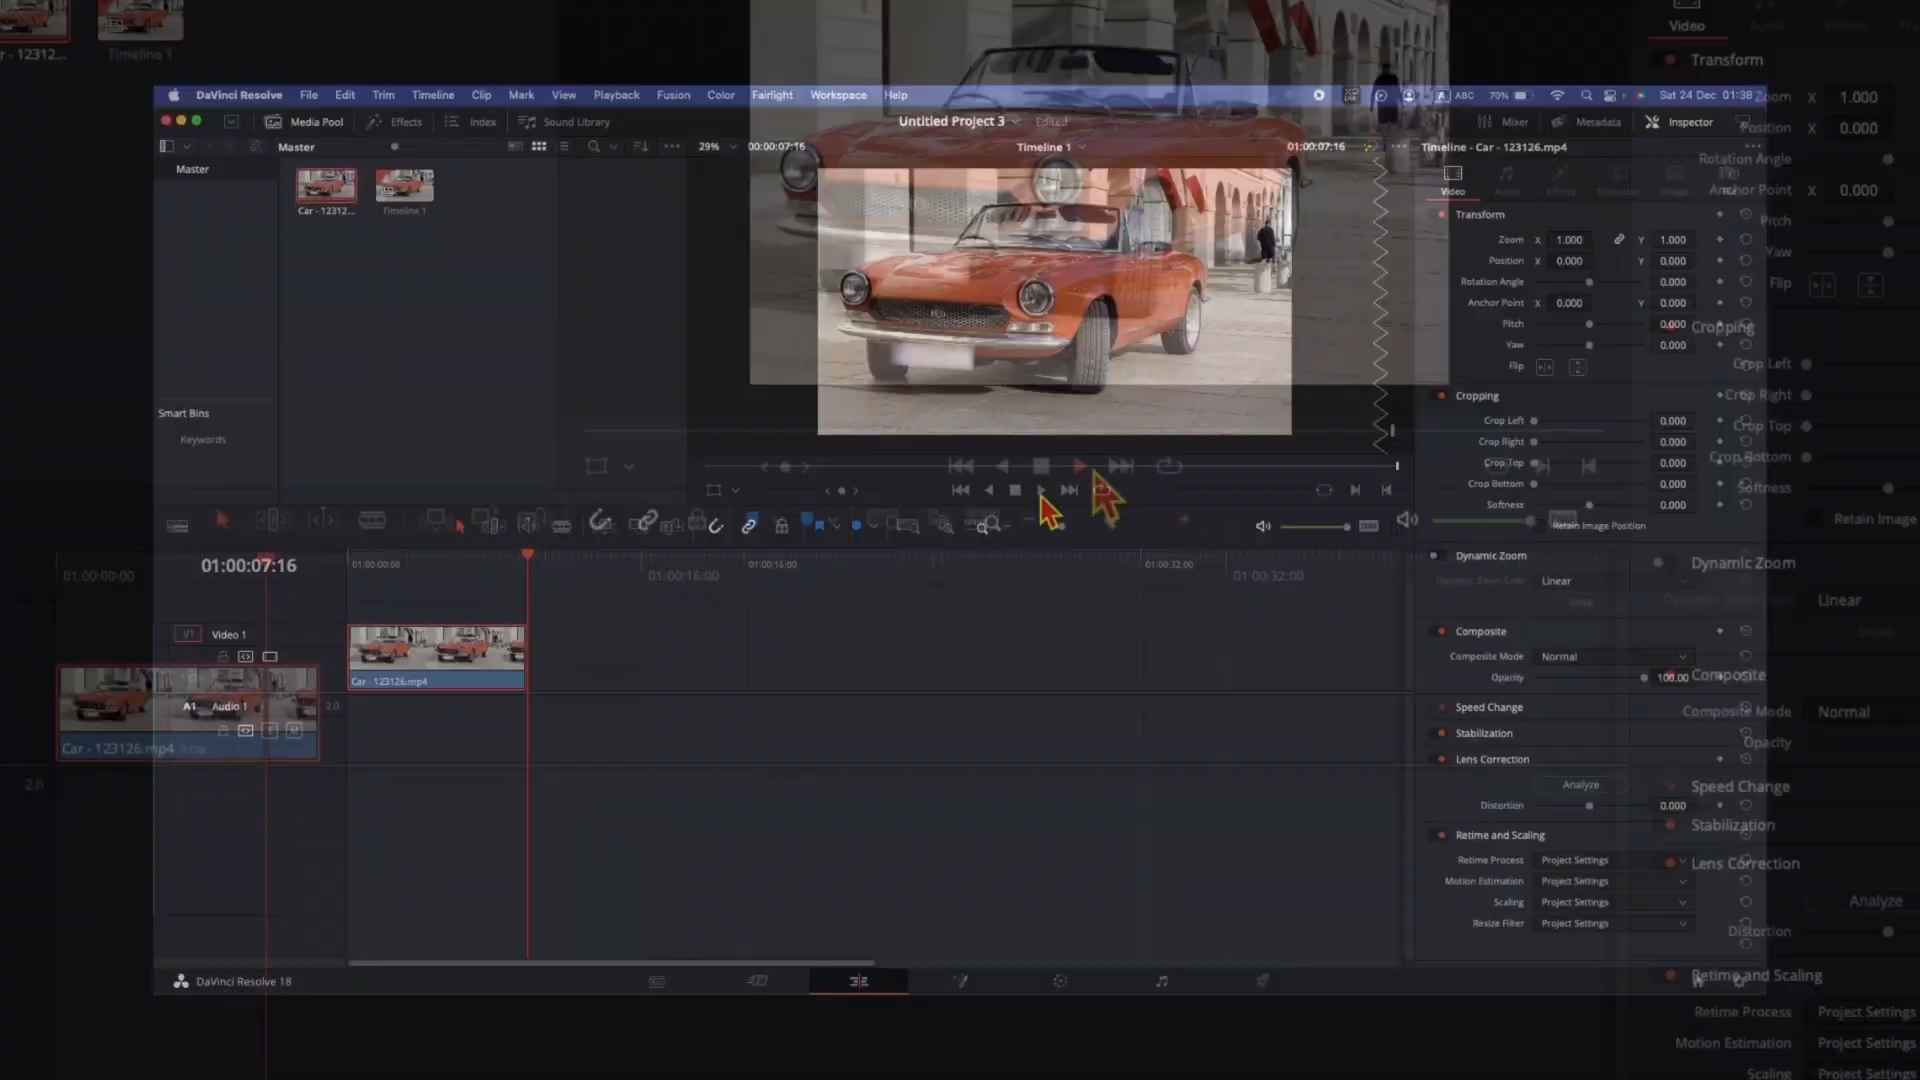 DaVinci Resolve File Edit Trim Timeline Clip Mark View Playback Fusion Color Fairlight Workspace Help ABC 70% Sat 24 Dec 01:38
Media Pool Effects Index Sound Library Untitled Project 3 Edited Mixer Metadata Inspector
Master 29% 00:00:07:16 Timeline 1 01:00:07:16 Timeline - Car - 123126.mp4
Master
Car - 12312... Timeline 1
Smart Bins
Keywords
Video
Transform
Zoom X 1.000 Y 1.000
Position X 0.000 Y 0.000
Rotation Angle 0.000
Anchor Point X 0.000 Y 0.000
Pitch 0.000
Yaw 0.000
Flip
Cropping
Crop Left 0.000
Crop Right 0.000
Crop Top 0.000
Crop Bottom 0.000
Softness 0.000
Retain Image Position
Dynamic Zoom
Linear
Composite
Composite Mode Normal
Opacity 100.00
Speed Change
Stabilization
Lens Correction
Analyze
Distortion 0.000
Retime and Scaling
Retime Process Project Settings
Motion Estimation Project Settings
Scaling Project Settings
Resize Filter Project Settings
01:00:07:16 01:00:00:00 01:00:16:00 01:00:32:00
V1 Video 1
Car - 123126.mp4
A1 Audio 1 2.0
S M
DaVinci Resolve 18
r - 12312... Timeline 1
01:00:00:00 01:00:16:00 01:00:32:00
Car - 123126.mp4
2.0
Video
Transform
Zoom X 1.000
Position X 0.000
Rotation Angle
Anchor Point X 0.000
Pitch
Yaw
Flip
Cropping
Crop Left
Crop Right
Crop Top
Crop Bottom
Softness
Retain Image
Dynamic Zoom
Linear
Composite
Composite Mode Normal
Opacity
Speed Change
Stabilization
Lens Correction
Analyze
Distortion
Retime and Scaling
Retime Process Project Settings
Motion Estimation Project Settings
Scaling Project Settings